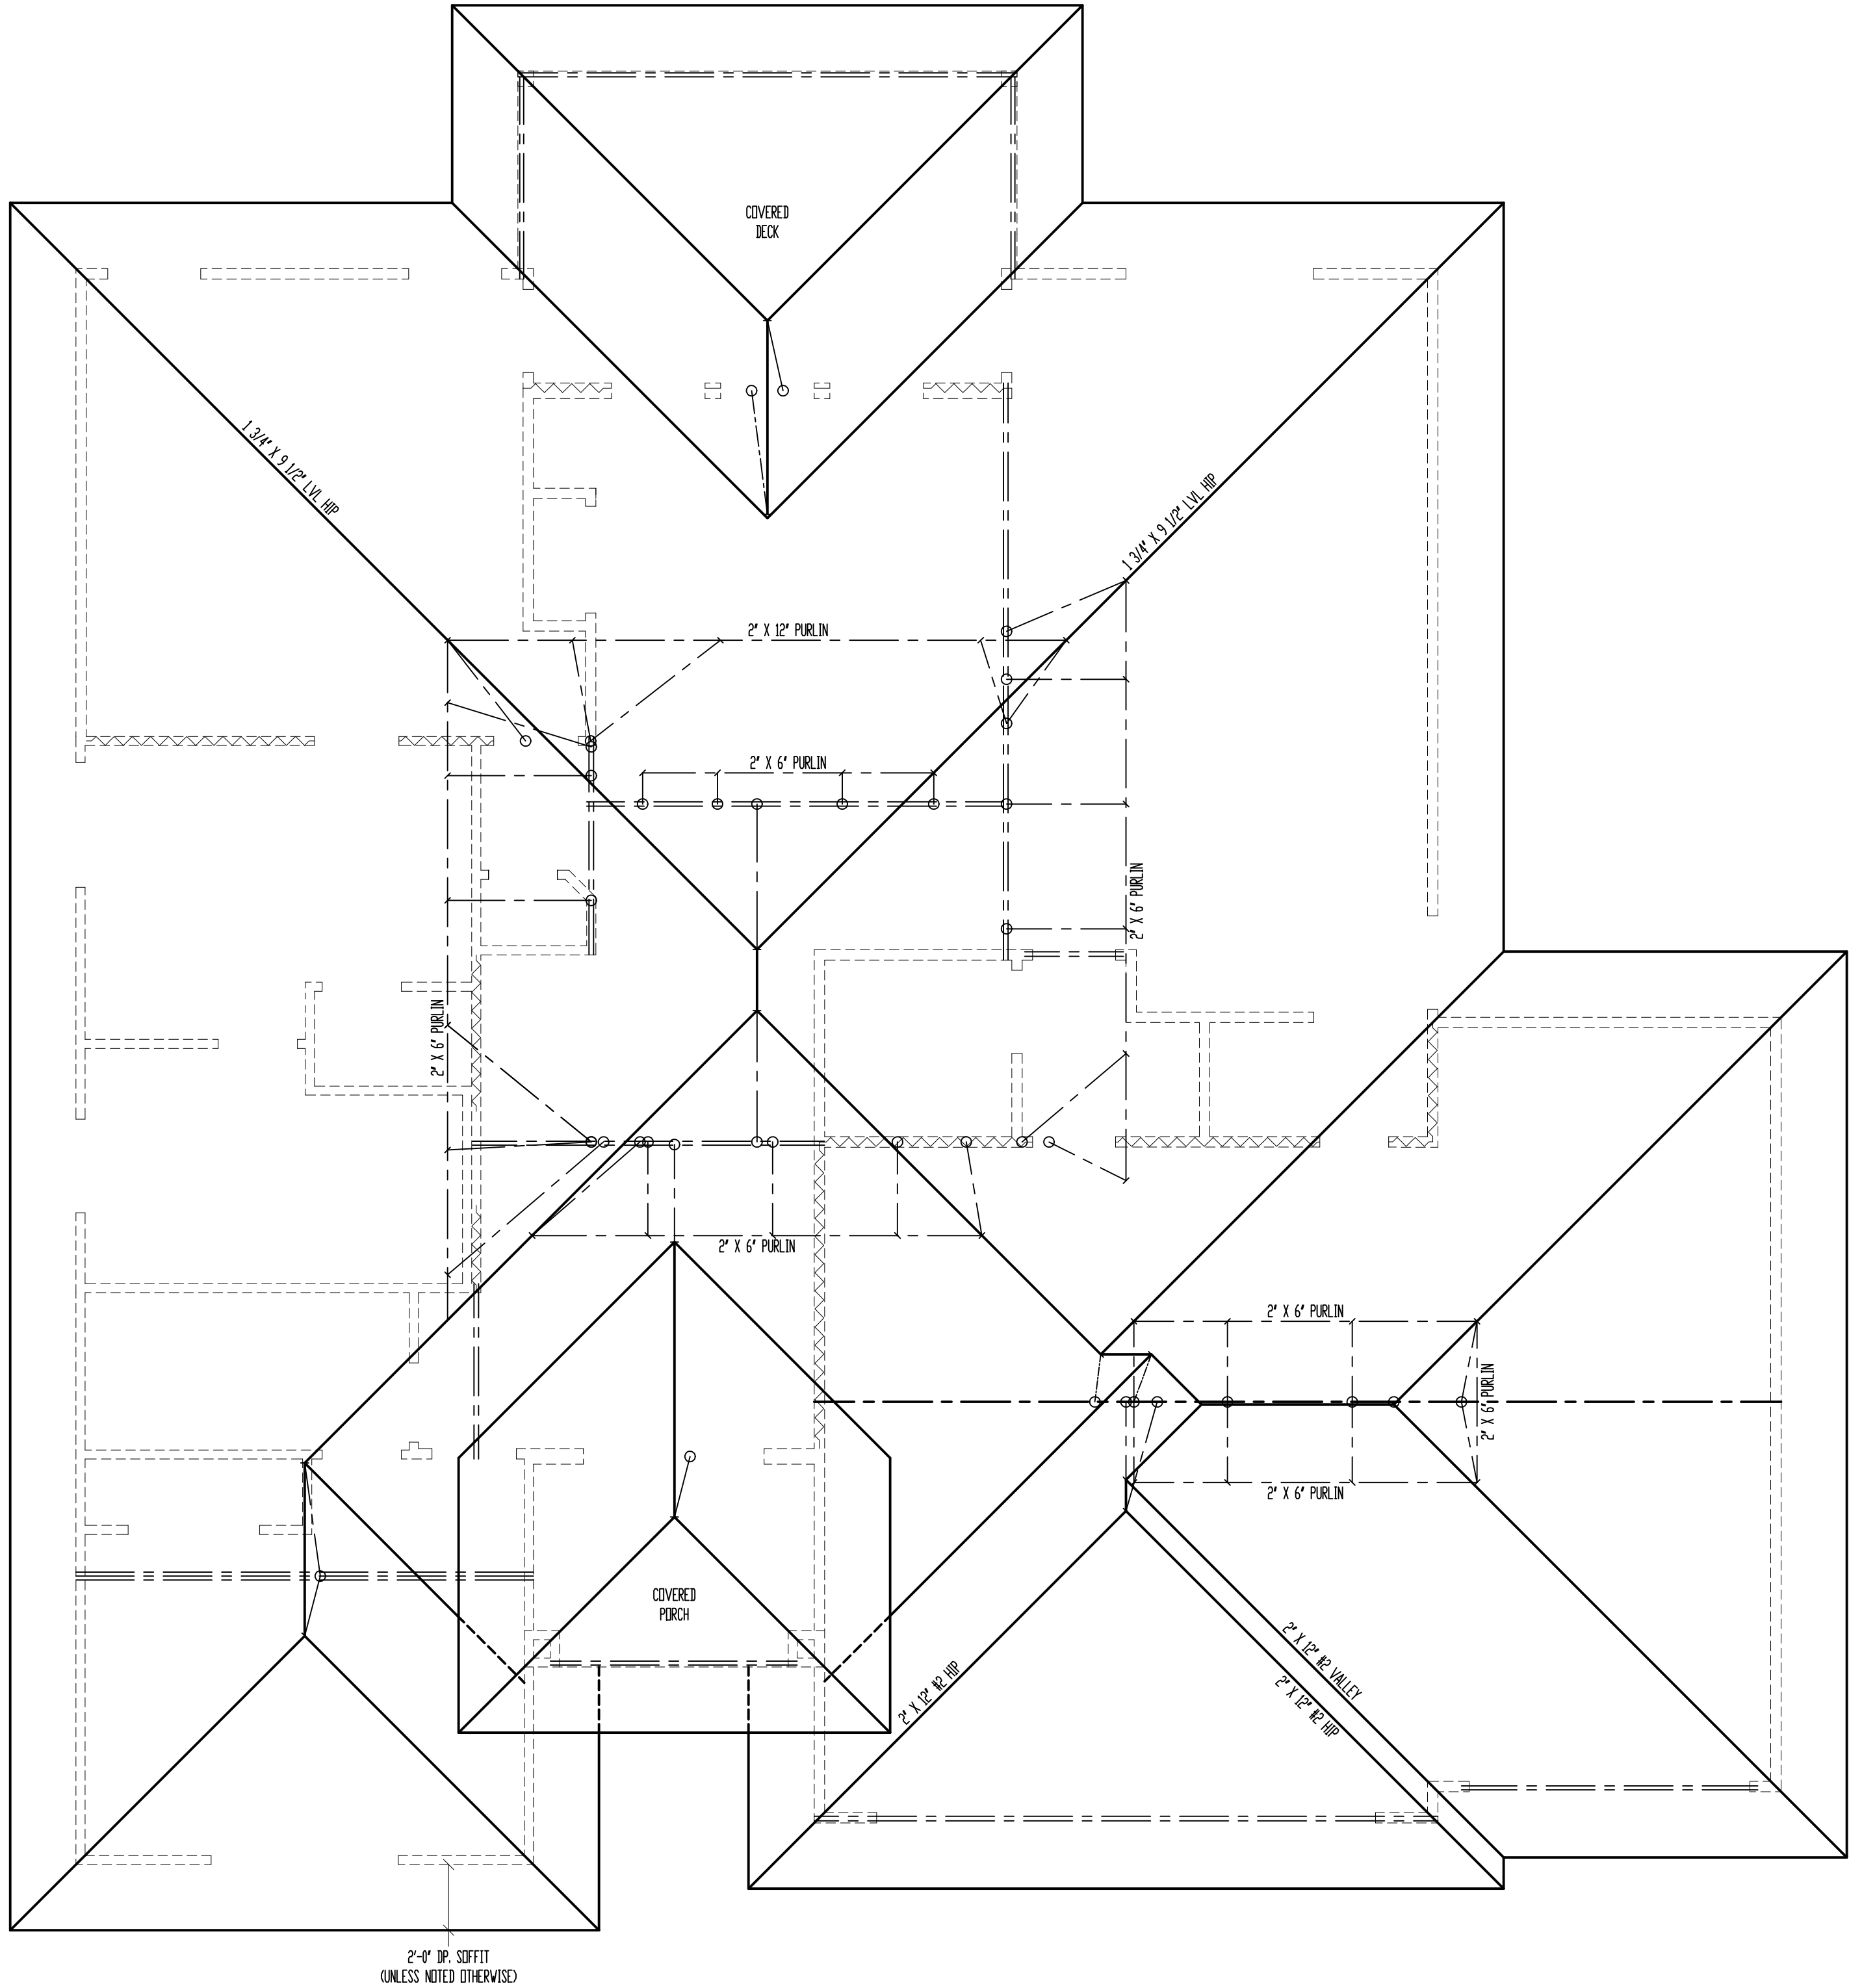 COVERED
DECK
1 3/4" X 9 1/2" LVL HIP
1 3/4" X 9 1/2" LVL HIP
2" X 12" PURLIN
2" X 6" PURLIN
2" X 6" PURLIN
2" X 6" PURLIN
2" X 6" PURLIN
2" X 6" PURLIN
2" X 6" PURLIN
2" X 6" PURLIN
COVERED
PORCH
2" X 12" #2 HIP
2" X 12" #2 VALLEY
2" X 12" #2 HIP
2'-0" DP. SOFFIT
(UNLESS NOTED OTHERWISE)